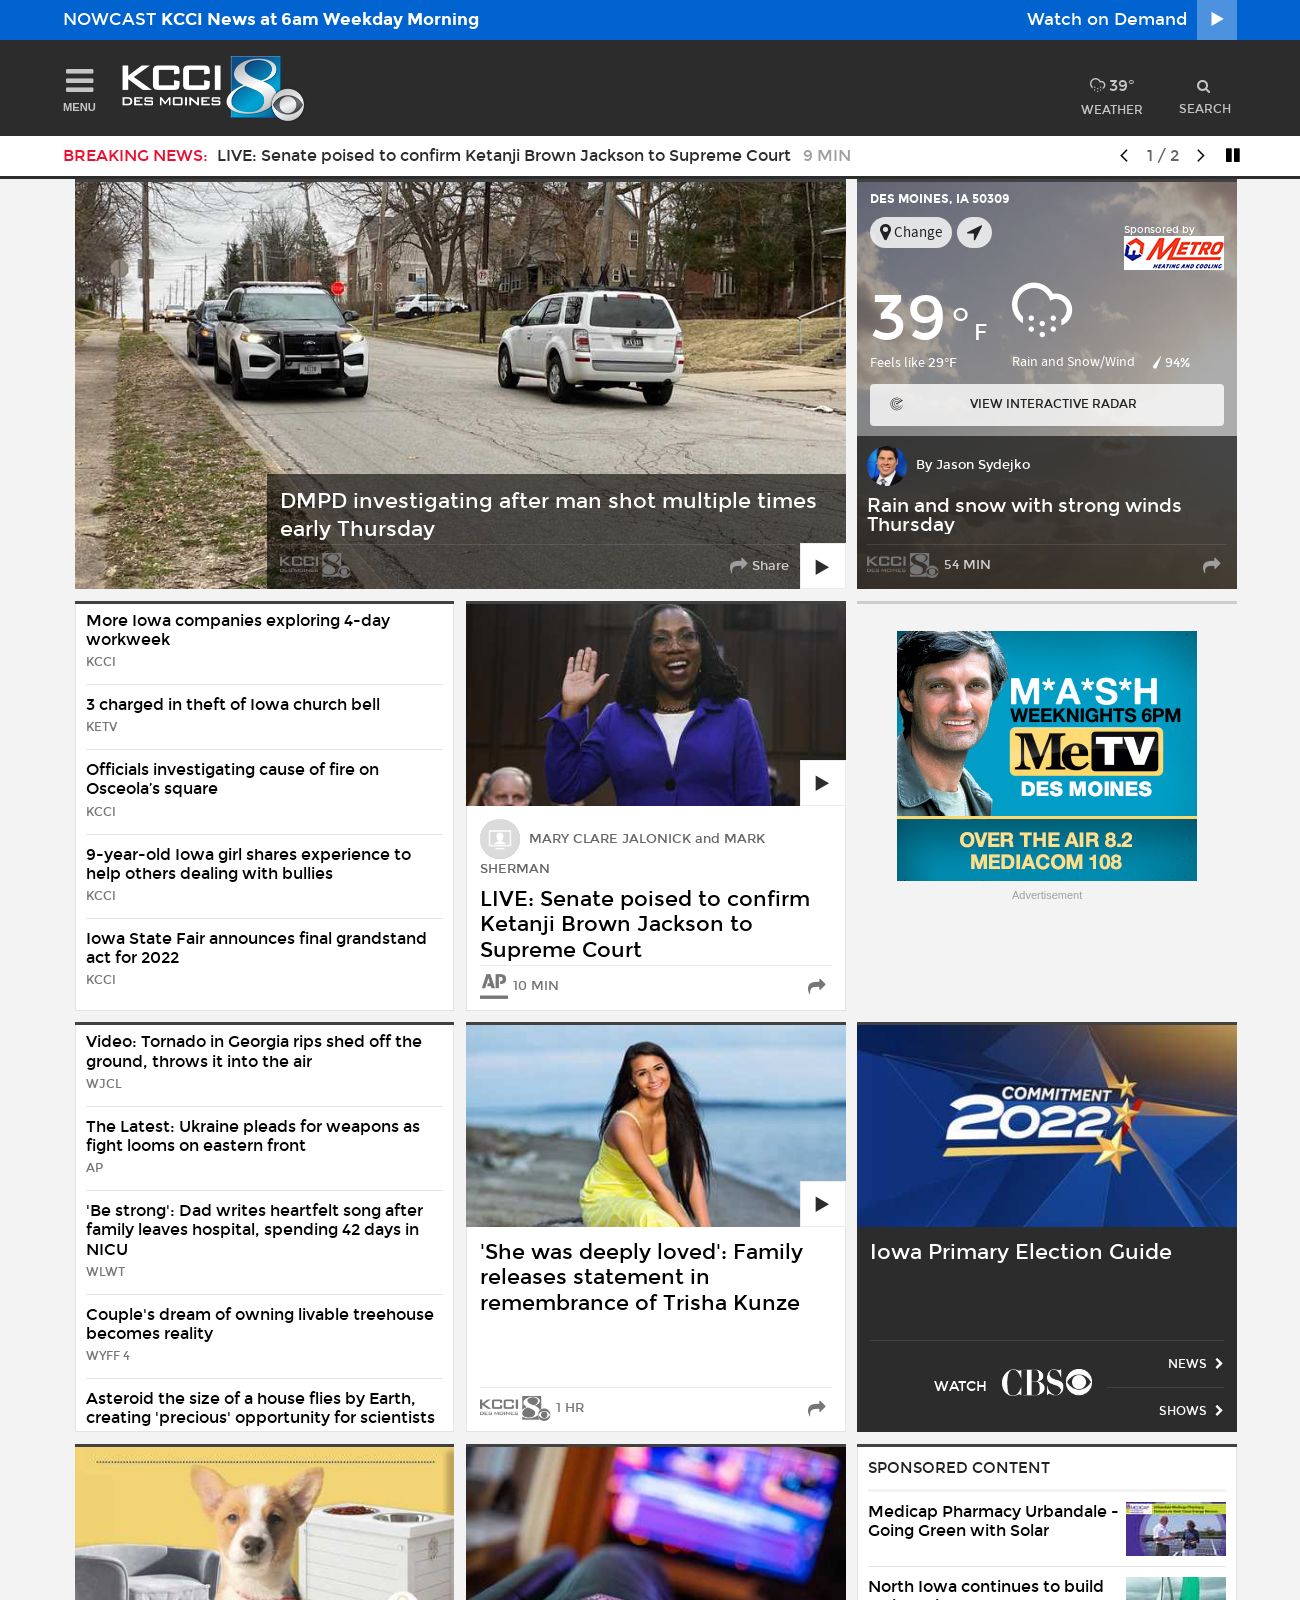 NOWCAST KCCI News at 6am Weekday Morning
Watch on Demand
MENU
KCCI 8
DES MOINES
39°
WEATHER
SEARCH
BREAKING NEWS: LIVE: Senate poised to confirm Ketanji Brown Jackson to Supreme Court 9 MIN
1 / 2
DMPD investigating after man shot multiple times
early Thursday
KCCI 8
DES MOINES
Share
DES MOINES, IA 50309
Change
Sponsored by
METRO
HEATING AND COOLING
39° F
Feels like 29°F
Rain and Snow/Wind
94%
VIEW INTERACTIVE RADAR
By Jason Sydejko
Rain and snow with strong winds
Thursday
KCCI 8
DES MOINES
54 MIN
More Iowa companies exploring 4-day
workweek
KCCI
3 charged in theft of Iowa church bell
KETV
Officials investigating cause of fire on
Osceola's square
KCCI
9-year-old Iowa girl shares experience to
help others dealing with bullies
KCCI
Iowa State Fair announces final grandstand
act for 2022
KCCI
MARY CLARE JALONICK and MARK
SHERMAN
LIVE: Senate poised to confirm
Ketanji Brown Jackson to
Supreme Court
AP 10 MIN
M*A*S*H
WEEKNIGHTS 6PM
MeTV
DES MOINES
OVER THE AIR 8.2
MEDIACOM 108
Advertisement
Video: Tornado in Georgia rips shed off the
ground, throws it into the air
WJCL
The Latest: Ukraine pleads for weapons as
fight looms on eastern front
AP
'Be strong': Dad writes heartfelt song after
family leaves hospital, spending 42 days in
NICU
WLWT
Couple's dream of owning livable treehouse
becomes reality
WYFF 4
Asteroid the size of a house flies by Earth,
creating 'precious' opportunity for scientists
'She was deeply loved': Family
releases statement in
remembrance of Trisha Kunze
KCCI 8
DES MOINES
1 HR
COMMITMENT
2022
Iowa Primary Election Guide
WATCH CBS
NEWS
SHOWS
SPONSORED CONTENT
Medicap Pharmacy Urbandale -
Going Green with Solar
North Iowa continues to build